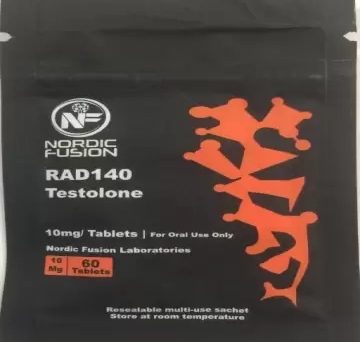 NF
NORDIC
FUSION
RAD140
Testolone
10mg/ Tablets | For Oral Use Only
Nordic Fusion Laboratories
10 Mg
60 Tablets
Resealable multi-use sachet
Store at room temperature